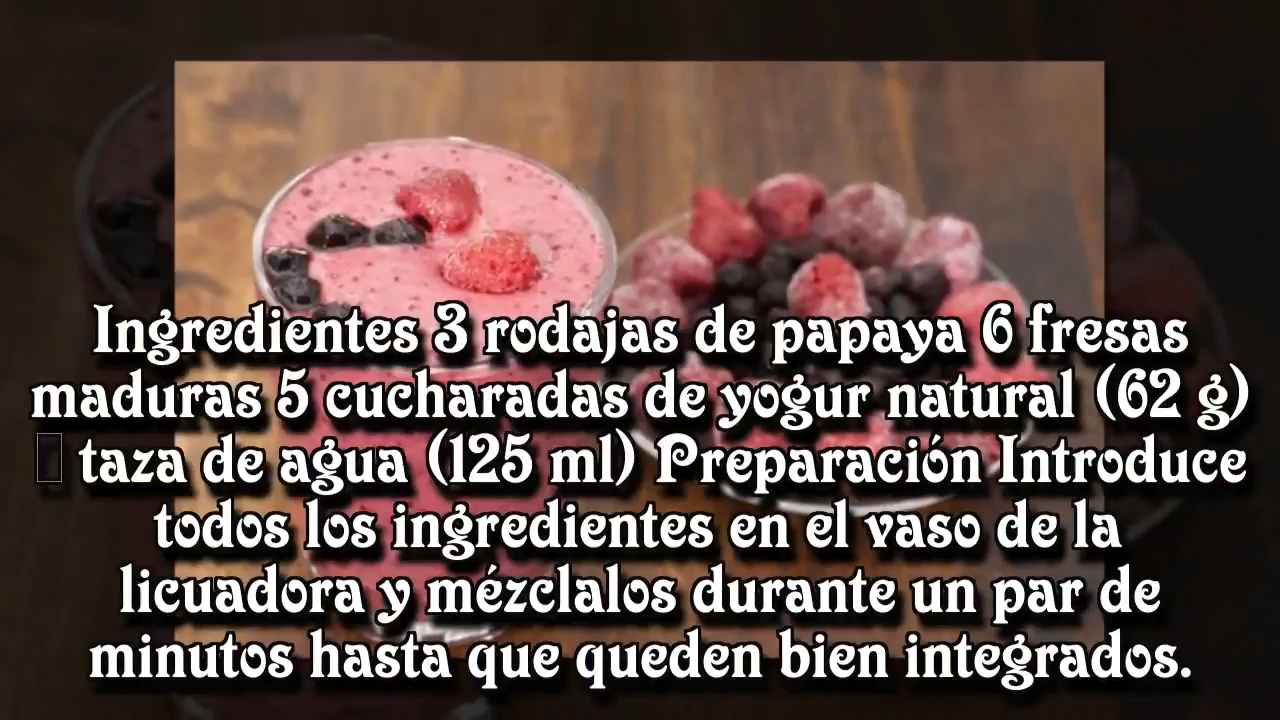 Ingredientes 3 rodajas de papaya 6 fresas
maduras 5 cucharadas de yogur natural (62 g)
taza de agua (125 ml) Preparación Introduce
todos los ingredientes en el vaso de la
licuadora y mézclalos durante un par de
minutos hasta que queden bien integrados.